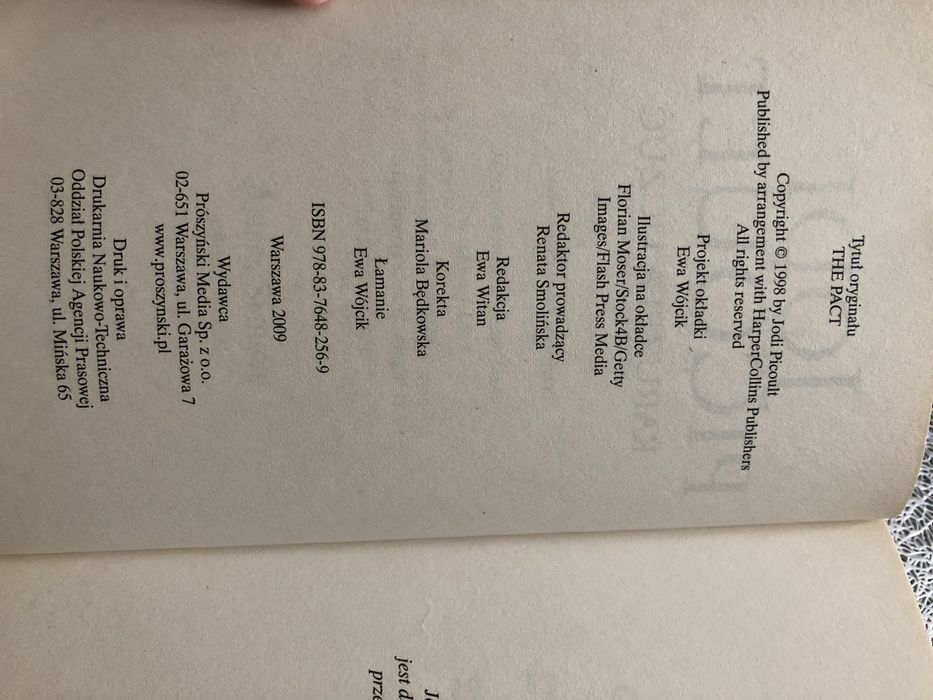 Tytuł oryginału
THE PACT
Copyright © 1998 by Jodi Picoult
Published by arrangement with HarperCollins Publishers
All rights reserved
Projekt okładki
Ewa Wójcik
Ilustracja na okładce
Florian Moser/Stock4B/Getty
Images/Flash Press Media
Redaktor prowadzący
Renata Smolińska
Redakcja
Ewa Witan
Korekta
Mariola Będkowska
Łamanie
Ewa Wójcik
ISBN 978-83-7648-256-9
Warszawa 2009
Wydawca
Prószyński Media Sp. z o.o.
02-651 Warszawa, ul. Garażowa 7
www.proszynski.pl
Druk i oprawa
Drukarnia Naukowo-Techniczna
Oddział Polskiej Agencji Prasowej
03-828 Warszawa, ul. Mińska 65
jest